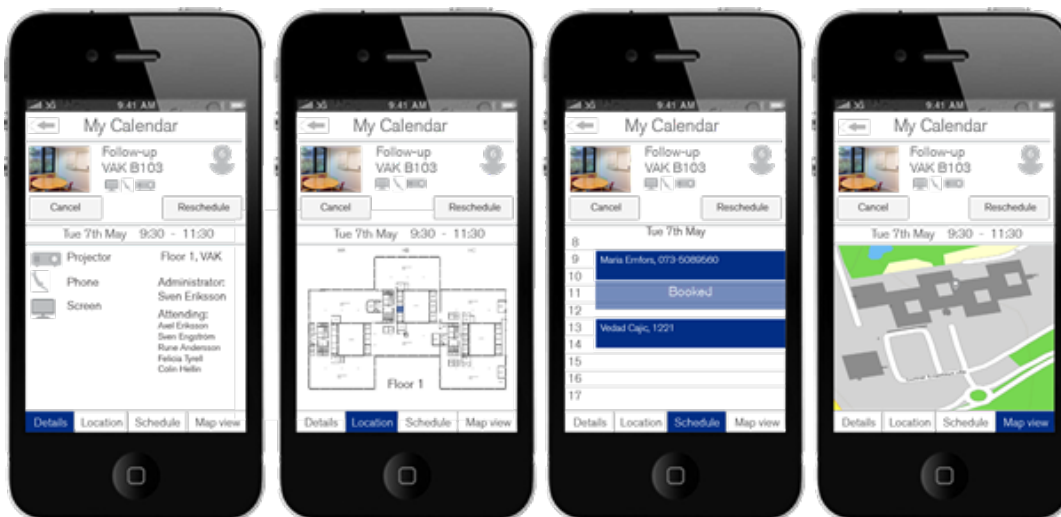 3G 9:41 AM
My Calendar
Follow-up
VAK B103
Cancel Reschedule
Tue 7th May 9:30 - 11:30
Projector
Phone
Screen
Floor 1, VAK
Administrator:
Sven Eriksson
Attending:
Axel Eriksson
Sven Engström
Rune Andersson
Felicia Tyrell
Colin Hellin
Details Location Schedule Map view
3G 9:41 AM
My Calendar
Follow-up
VAK B103
Cancel Reschedule
Tue 7th May 9:30 - 11:30
Floor 1
Details Location Schedule Map view
3G 9:41 AM
My Calendar
Follow-up
VAK B103
Cancel Reschedule
Tue 7th May
8
9 Maria Ernfors, 073-5089560
10
11 Booked
12
13 Vedad Cajic, 1221
14
15
16
17
Details Location Schedule Map view
3G 9:41 AM
My Calendar
Follow-up
VAK B103
Cancel Reschedule
Tue 7th May 9:30 - 11:30
Details Location Schedule Map view